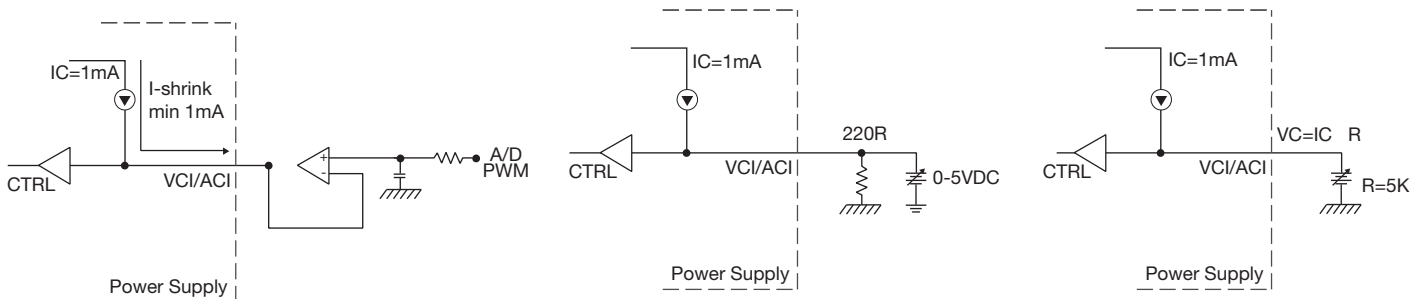 IC=1mA
I-shrink
min 1mA
CTRL
VCI/ACI
+
-
A/D
PWM
Power Supply
IC=1mA
220R
CTRL
VCI/ACI
0-5VDC
Power Supply
IC=1mA
VC=IC R
CTRL
VCI/ACI
R=5K
Power Supply